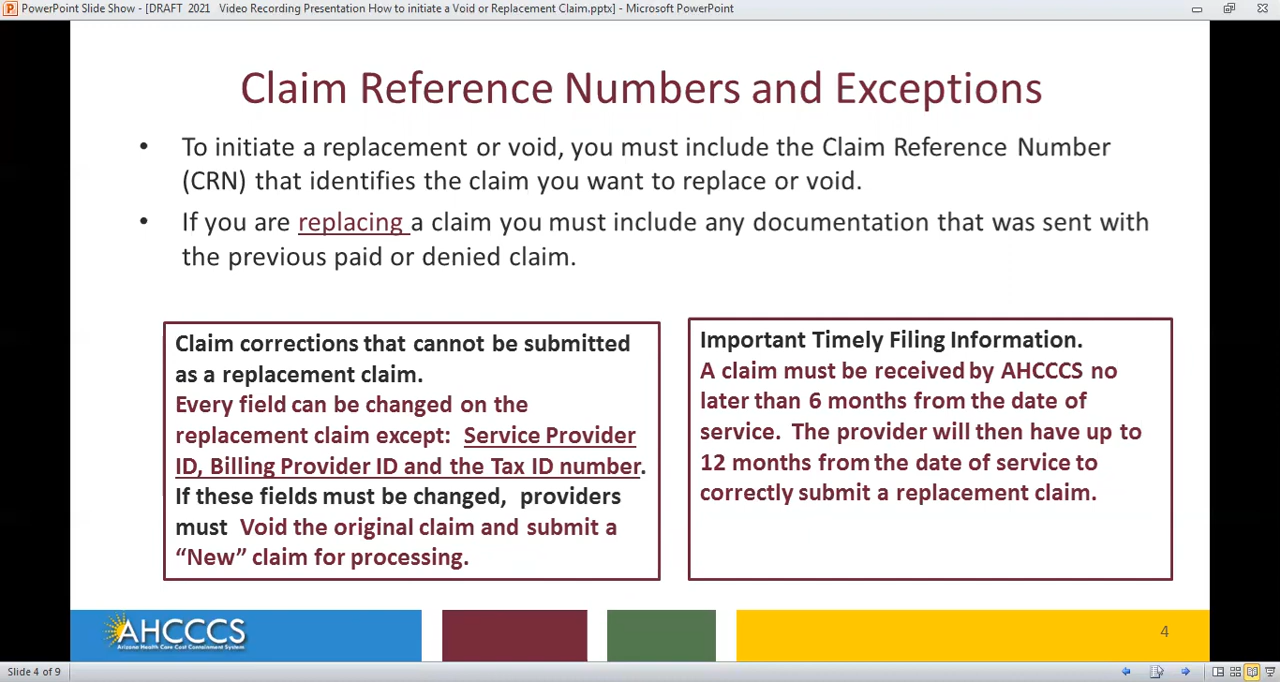 PowerPoint Slide Show - [DRAFT 2021 Video Recording Presentation How to initiate a Void or Replacement Claim.pptx] - Microsoft PowerPoint
Claim Reference Numbers and Exceptions
• To initiate a replacement or void, you must include the Claim Reference Number
(CRN) that identifies the claim you want to replace or void.
• If you are replacing a claim you must include any documentation that was sent with
the previous paid or denied claim.
Claim corrections that cannot be submitted
as a replacement claim.
Every field can be changed on the
replacement claim except: Service Provider
ID, Billing Provider ID and the Tax ID number.
If these fields must be changed, providers
must Void the original claim and submit a
“New” claim for processing.
Important Timely Filing Information.
A claim must be received by AHCCCS no
later than 6 months from the date of
service. The provider will then have up to
12 months from the date of service to
correctly submit a replacement claim.
AHCCCS
Arizona Health Care Cost Containment System
4
Slide 4 of 9